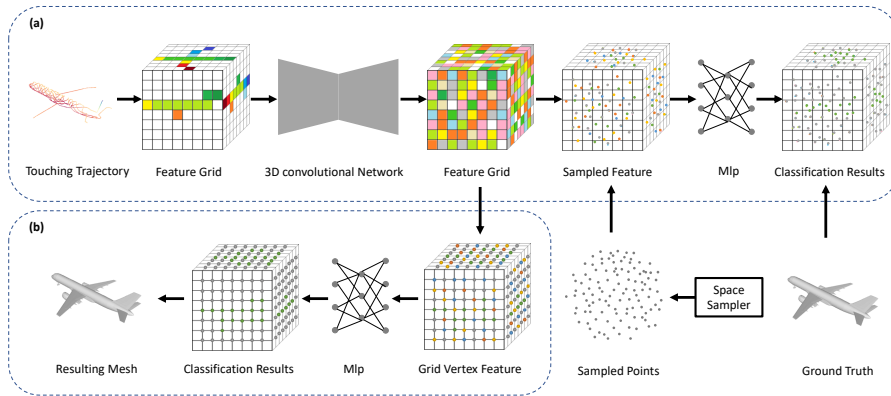 (a)
Touching Trajectory
Feature Grid
3D convolutional Network
Feature Grid
Sampled Feature
Mlp
Classification Results
(b)
Resulting Mesh
Classification Results
Mlp
Grid Vertex Feature
Sampled Points
Space
Sampler
Ground Truth